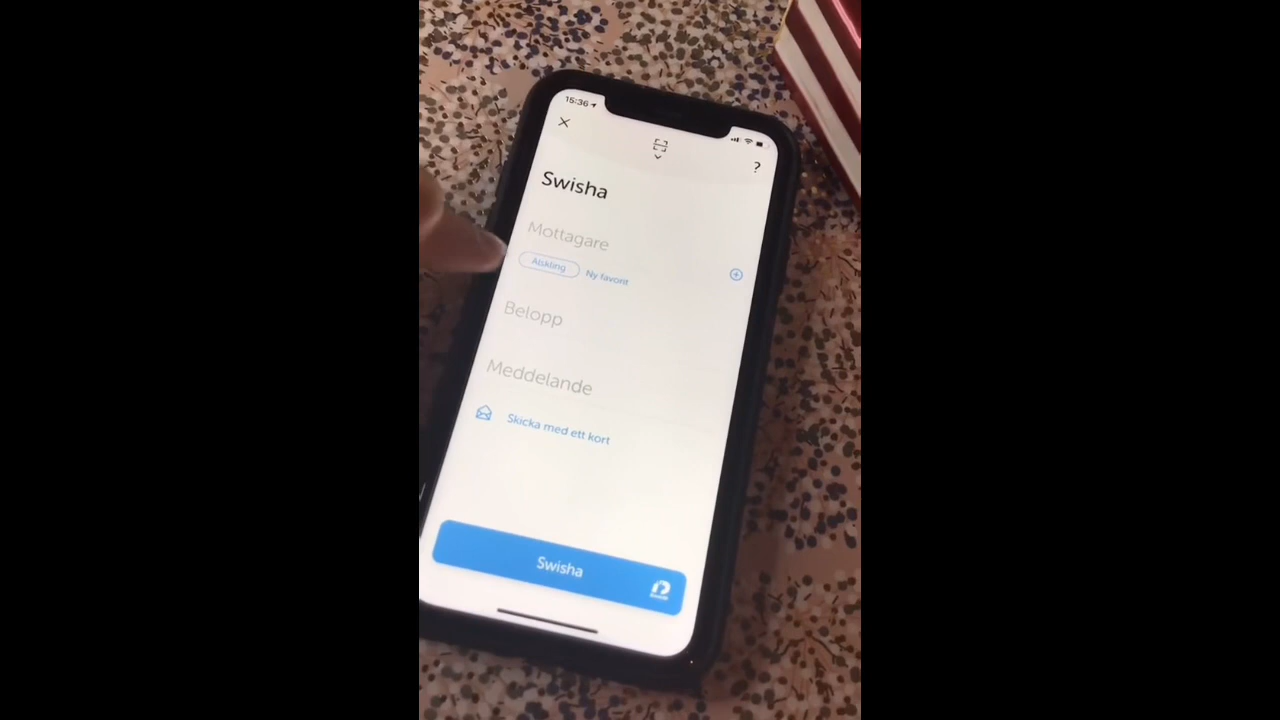 15:36
?
Swisha
Mottagare
Älskling
Ny favorit
Belopp
Meddelande
Skicka med ett kort
Swisha